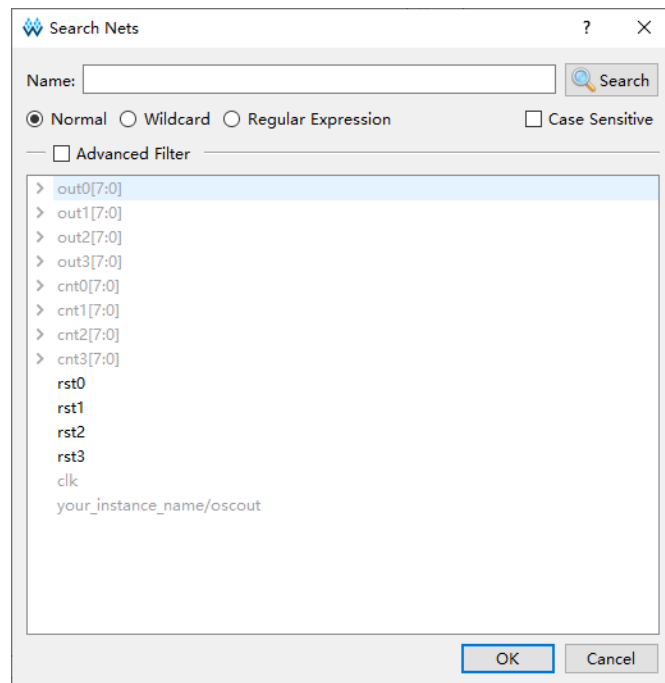 Search Nets ?
Name: Search
Normal Wildcard Regular Expression Case Sensitive
Advanced Filter
out0[7:0]
out1[7:0]
out2[7:0]
out3[7:0]
cnt0[7:0]
cnt1[7:0]
cnt2[7:0]
cnt3[7:0]
rst0
rst1
rst2
rst3
clk
your_instance_name/oscout
OK Cancel